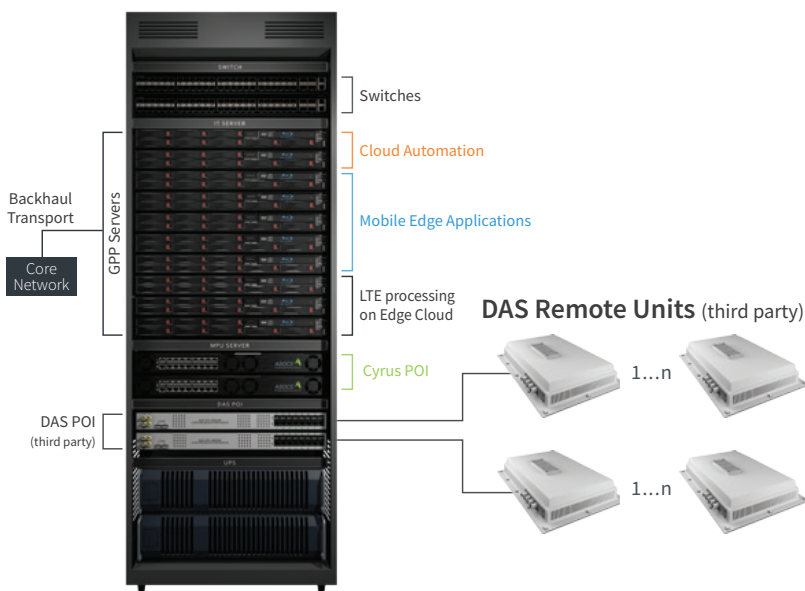 SWITCH
Switches
IT SERVER
Cloud Automation
Backhaul
Transport
Core
Network
GPP Servers
Mobile Edge Applications
LTE processing
on Edge Cloud
DAS Remote Units (third party)
MPU SERVER
ASOCS
Cyrus POI
ASOCS
1...n
DAS POI
DAS POI
(third party)
UPS
1...n